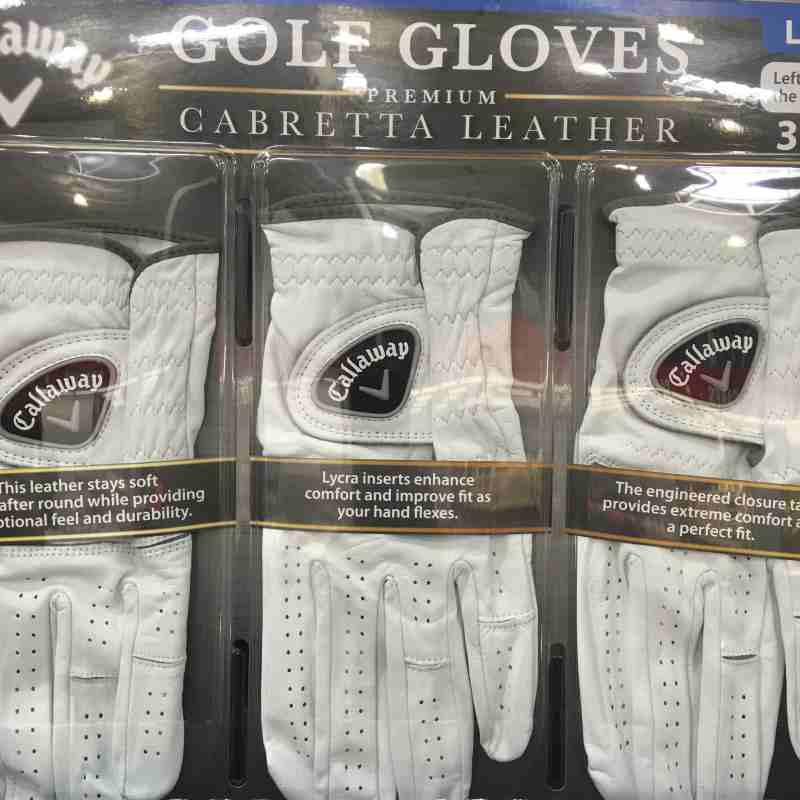 Callaway
GOLF GLOVES
L
PREMIUM
CABRETTA LEATHER
Left
the
3
Callaway
Callaway
Callaway
This leather stays soft
after round while providing
and durability.
feel
Lycra inserts enhance
comfort and improve fit as
your hand flexes.
The engineered closure
provides extreme comfort
a perfect fit.